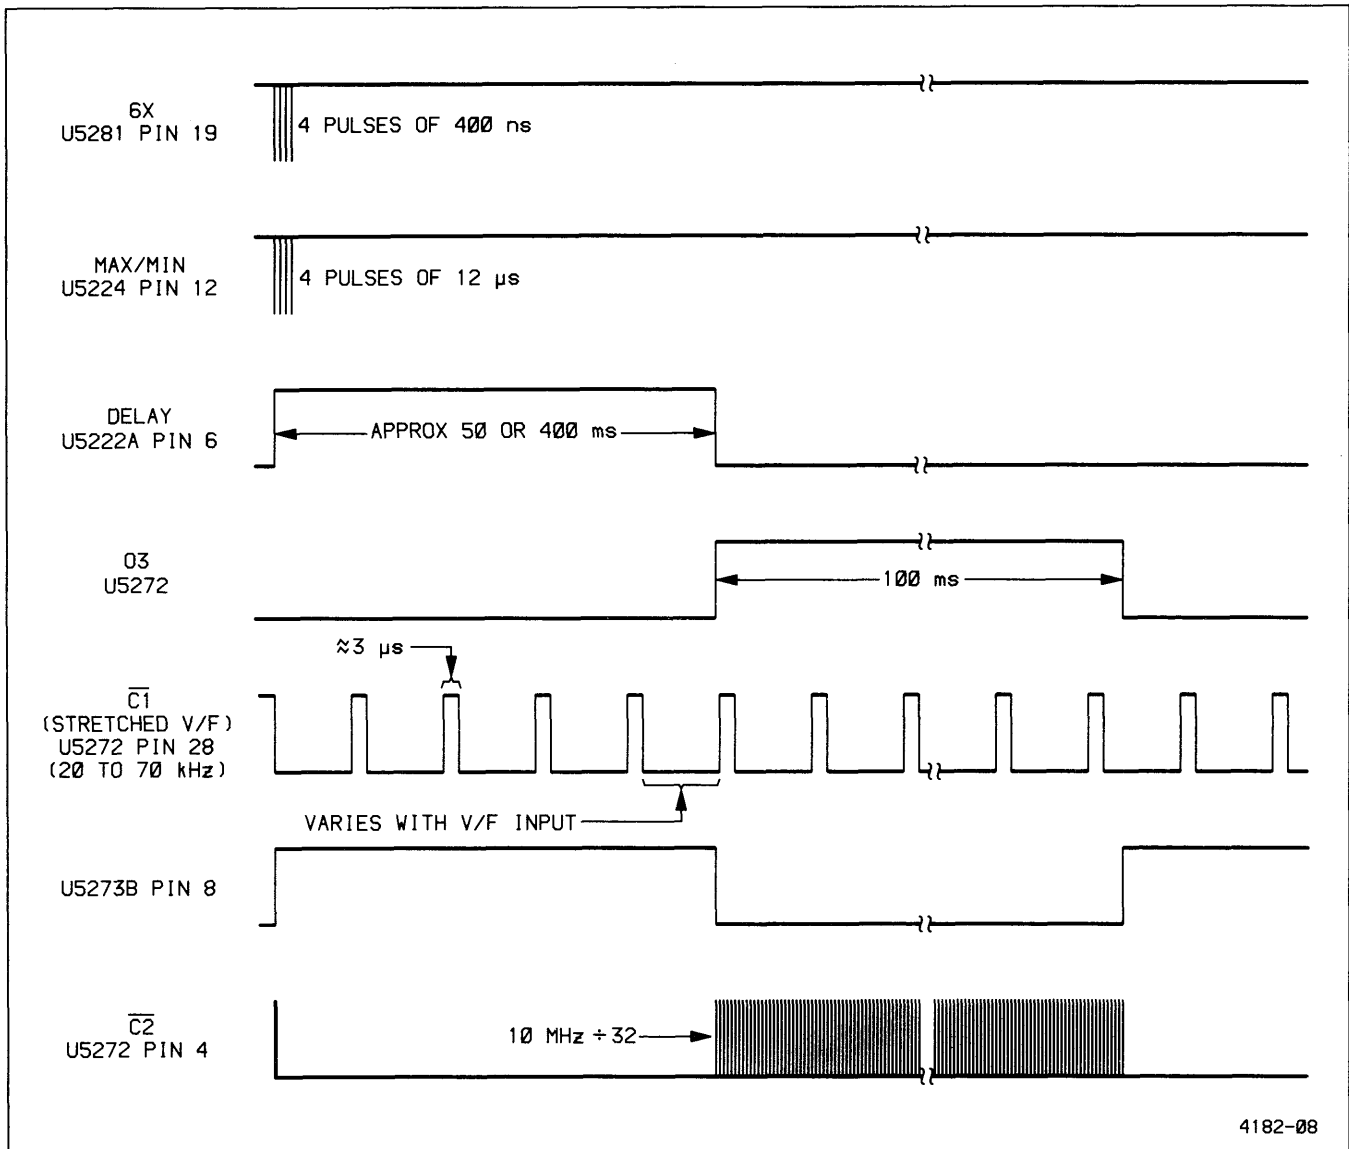 6X
U5281 PIN 19
4 PULSES OF 400 ns
MAX/MIN
U5224 PIN 12
4 PULSES OF 12 µs
DELAY
U5222A PIN 6
APPROX 50 OR 400 ms
O3
U5272
100 ms
≈3 µs
C1
(STRETCHED V/F)
U5272 PIN 28
(20 TO 70 kHz)
VARIES WITH V/F INPUT
U5273B PIN 8
C2
U5272 PIN 4
10 MHz ÷32
4182-08